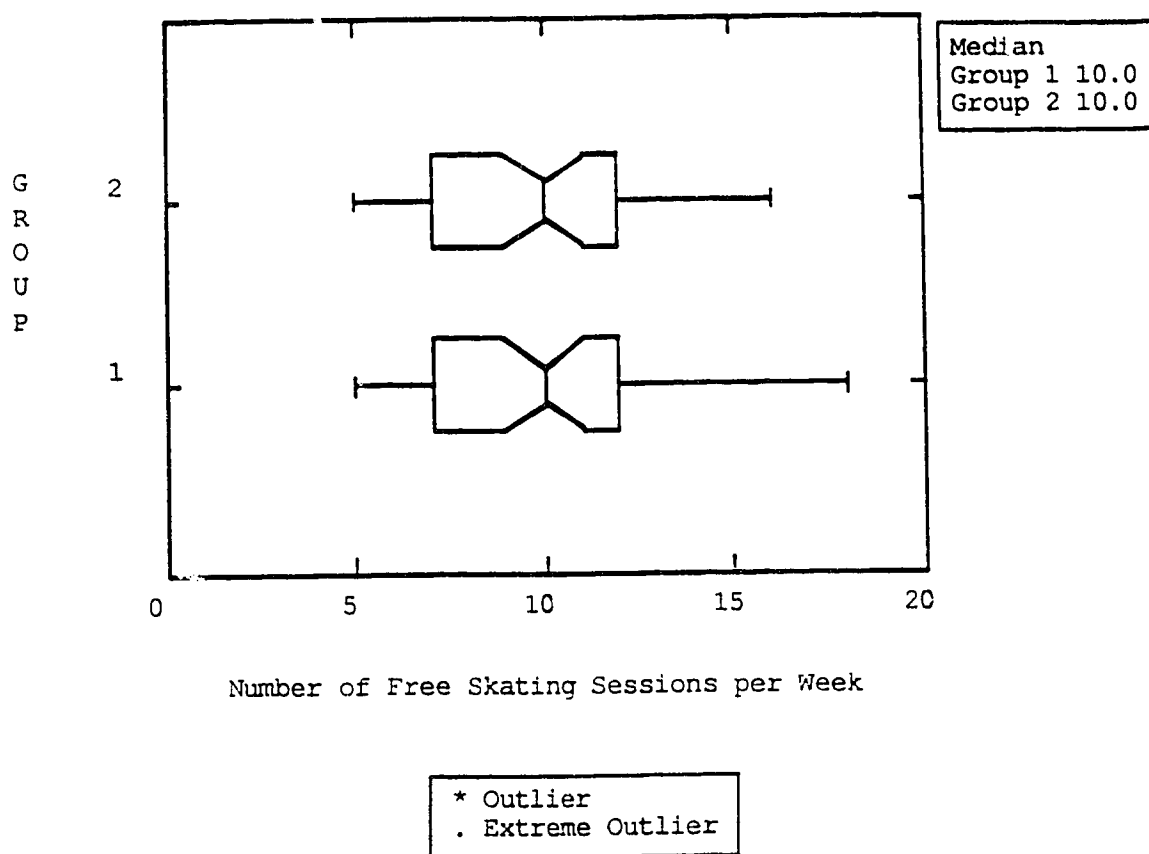 Median
Group 1 10.0
Group 2 10.0
GROUP
2
1
0 5 10 15 20
Number of Free Skating Sessions per Week
* Outlier
. Extreme Outlier